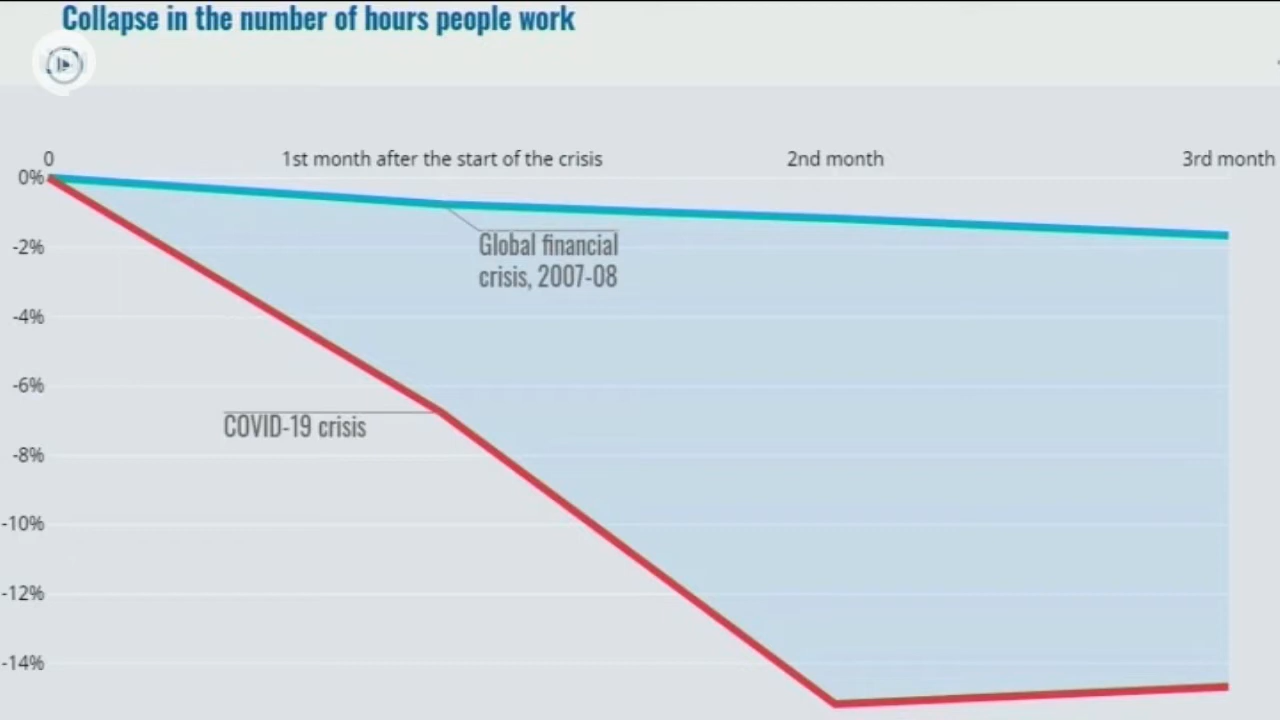 Collapse in the number of hours people work
0
1st month after the start of the crisis
2nd month
3rd month
0%
-2%
Global financial
crisis, 2007-08
-4%
-6%
COVID-19 crisis
-8%
-10%
-12%
-14%